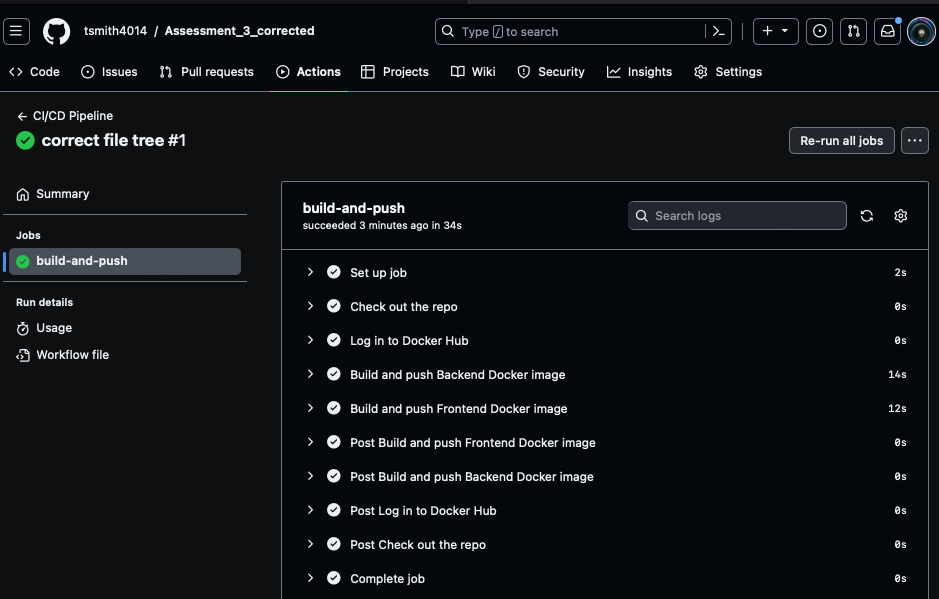 tsmith4014 / Assessment_3_corrected
Type / to search
Code Issues Pull requests Actions Projects Wiki Security Insights Settings
← CI/CD Pipeline
correct file tree #1
Re-run all jobs
Summary
Jobs
build-and-push
Run details
Usage
Workflow file
build-and-push
succeeded 3 minutes ago in 34s
Search logs
Set up job 2s
Check out the repo 0s
Log in to Docker Hub 0s
Build and push Backend Docker image 14s
Build and push Frontend Docker image 12s
Post Build and push Frontend Docker image 0s
Post Build and push Backend Docker image 0s
Post Log in to Docker Hub 0s
Post Check out the repo 0s
Complete job 0s